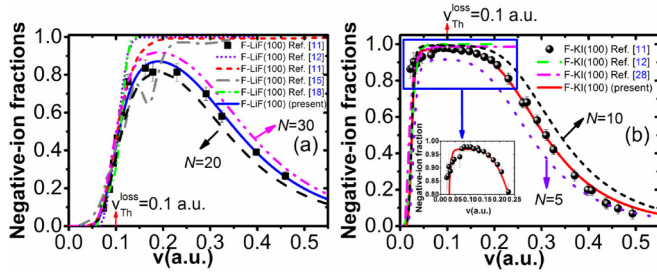 v^loss_Th=0.1 a.u.
Negative-ion fractions
1.0
0.8
0.6
0.4
0.2
0.0
F-LiF(100) Ref. [11]
F-LiF(100) Ref. [12]
F-LiF(100) Ref. [11]
F-LiF(100) Ref. [15]
F-LiF(100) Ref. [18]
F-LiF(100) (present)
N=30
(a)
N=20
v^loss_Th=0.1 a.u.
0.0 0.1 0.2 0.3 0.4 0.5
v(a.u.)
Negative-ion fractions
1.0
0.8
0.6
0.4
0.2
0.0
F-KI(100) Ref. [11]
F-KI(100) Ref. [12]
F-KI(100) Ref. [28]
F-KI(100) (present)
N=10
(b)
Negative-ion fraction
1.00
0.95
0.90
0.85
0.80
0.00 0.05 0.10 0.15 0.20 0.25
v(a.u.)
N=5
0.0 0.1 0.2 0.3 0.4 0.5
v(a.u.)